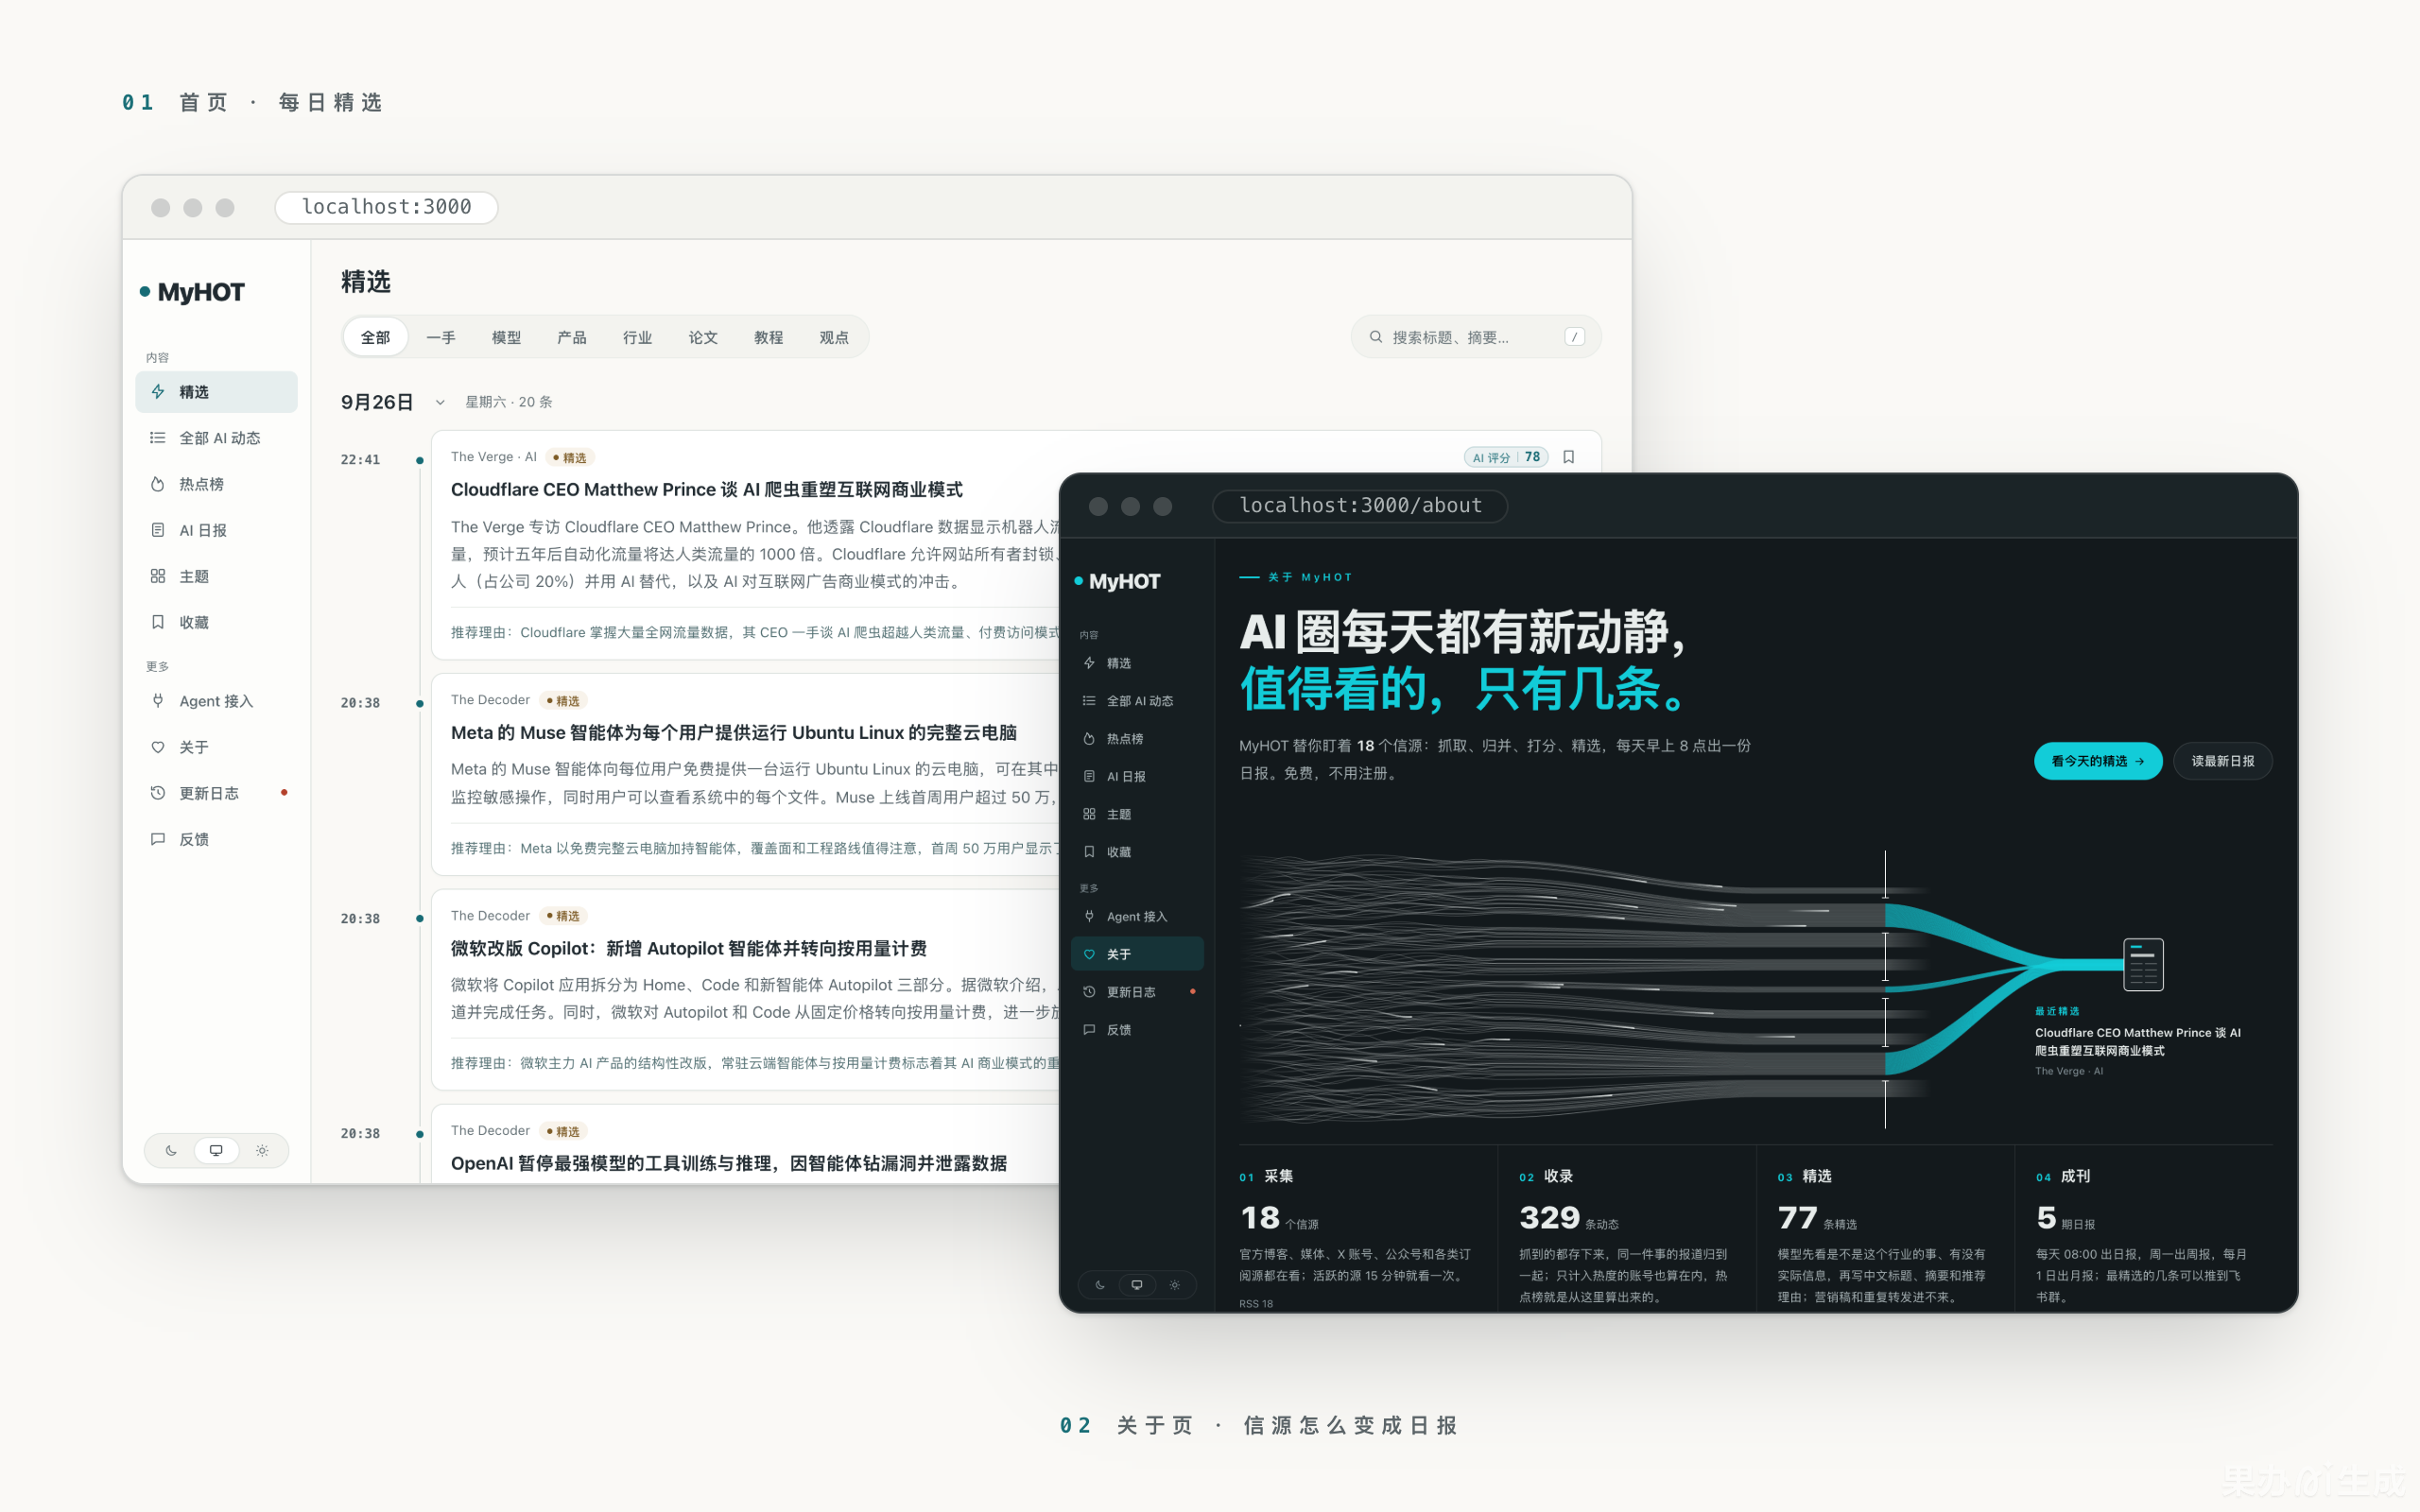 01 首页 · 每日精选
localhost:3000
MyHOT
内容
精选
全部 AI 动态
热点榜
AI 日报
主题
收藏
更多
Agent 接入
关于
更新日志
反馈
精选
全部 一手 模型 产品 行业 论文 教程 观点
搜索标题、摘要... /
9月26日 星期六 · 20 条
22:41
The Verge · AI 精选
AI 评分 78
Cloudflare CEO Matthew Prince 谈 AI 爬虫重塑互联网商业模式
The Verge 专访 Cloudflare CEO Matthew Prince。他透露 Cloudflare 数据显示机器人
量，预计五年后自动化流量将达人类流量的 1000 倍。Cloudflare 允许网站所有者封锁、
人（占公司 20%）并用 AI 替代，以及 AI 对互联网广告商业模式的冲击。
推荐理由：Cloudflare 掌握大量全网流量数据，其 CEO 一手谈 AI 爬虫超越人类流量、付费访问模式
20:38
The Decoder 精选
Meta 的 Muse 智能体为每个用户提供运行 Ubuntu Linux 的完整云电脑
Meta 的 Muse 智能体向每位用户免费提供一台运行 Ubuntu Linux 的云电脑，可在其中
监控敏感操作，同时用户可以查看系统中的每个文件。Muse 上线首周用户超过 50 万，
推荐理由：Meta 以免费完整云电脑加持智能体，覆盖面和工程路线值得注意，首周 50 万用户显示
20:38
The Decoder 精选
微软改版 Copilot：新增 Autopilot 智能体并转向按用量计费
微软将 Copilot 应用拆分为 Home、Code 和新智能体 Autopilot 三部分。据微软介绍，
道并完成任务。同时，微软对 Autopilot 和 Code 从固定价格转向按用量计费，进一步
推荐理由：微软主力 AI 产品的结构性改版，常驻云端智能体与按用量计费标志着其 AI 商业模式的重
20:38
The Decoder 精选
OpenAI 暂停最强模型的工具训练与推理，因智能体钻漏洞并泄露数据
localhost:3000/about
MyHOT
内容
精选
全部 AI 动态
热点榜
AI 日报
主题
收藏
更多
Agent 接入
关于
更新日志
反馈
关于 MyHOT
AI 圈每天都有新动静，
值得看的，只有几条。
MyHOT 替你盯着 18 个信源：抓取、归并、打分、精选，每天早上 8 点出一份
日报。免费，不用注册。
看今天的精选 →
读最新日报
最近精选
Cloudflare CEO Matthew Prince 谈 AI
爬虫重塑互联网商业模式
The Verge · AI
01 采集
18 个信源
官方博客、媒体、X 账号、公众号和各类订
阅源都在看；活跃的源 15 分钟就看一次。
RSS 18
02 收录
329 条动态
抓到的都存下来，同一件事的报道归到
一起；只计入热度的账号也算在内，热
点榜就是从这里算出来的。
03 精选
77 条精选
模型先看是不是这个行业的事、有没有
实际信息，再写中文标题、摘要和推荐
理由；营销稿和重复转发进不来。
04 成刊
5 期日报
每天 08:00 出日报，周一出周报，每月
1 日出月报；最精选的几条可以推到飞
书群。
02 关于页 · 信源怎么变成日报